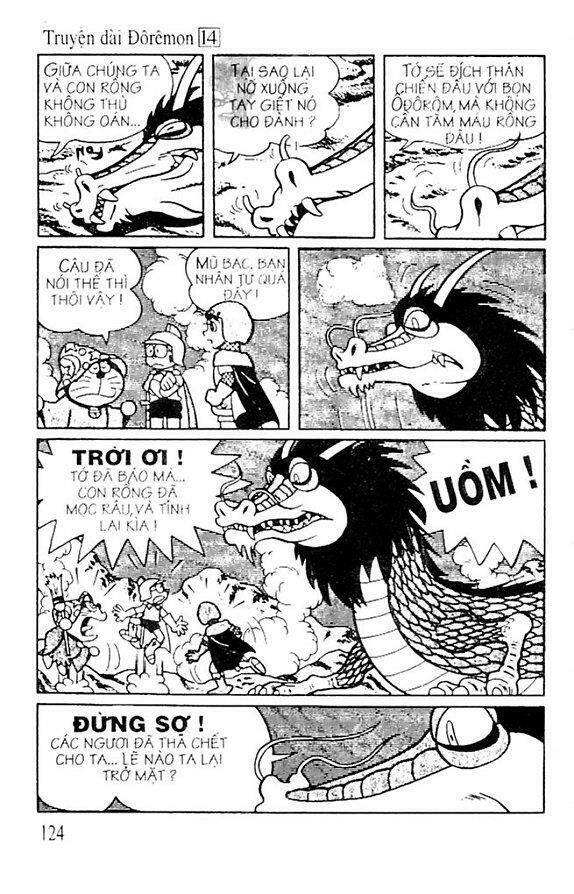 Truyện dài Đôrêmon 14
GIỮA CHÚNG TA
VÀ CON RỒNG
KHÔNG THÙ
KHÔNG OÁN...
TẠI SAO LẠI
NỠ XUỐNG
TAY GIẾT NÓ
CHO ĐÀNH ?
TỚ SẼ ĐÍCH THÂN
CHIẾN ĐẤU VỚI BỌN
ÔĐÔRÔM, MÀ KHÔNG
CẦN TẮM MÁU RỒNG
ĐÂU !
CẬU ĐÃ
NÓI THẾ THÌ
THÔI VẬY !
MŨ BẠC, BẠN
NHÂN TỪ QUÁ
ĐẤY !
TRỜI ƠI !
TỚ ĐÃ BẢO MÀ...
CON RỒNG ĐÃ
MỌC RÂU, VÀ TỈNH
LẠI KÌA !
UỒM !
ĐỪNG SỢ !
CÁC NGƯƠI ĐÃ THA CHẾT
CHO TA... LẼ NÀO TA LẠI
TRỞ MẶT ?
124